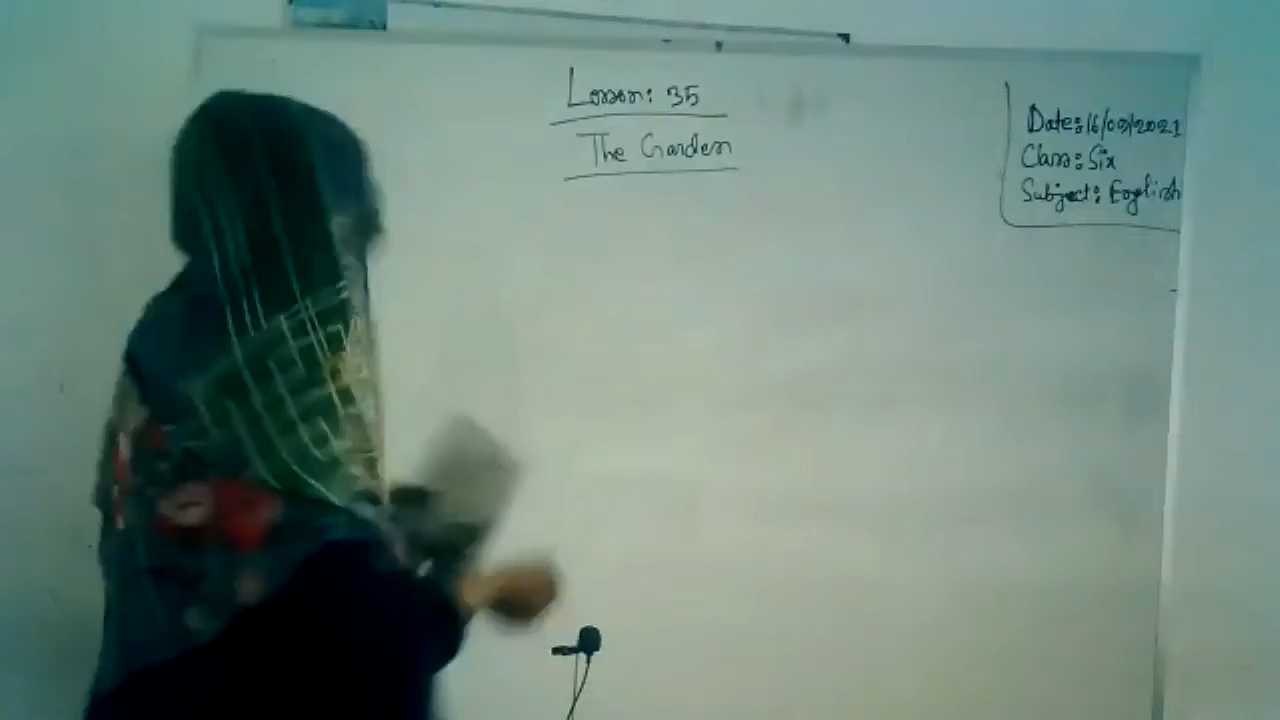 Lesson: 35
The Garden
Date: 16/09/2021
Class: Six
Subject: English